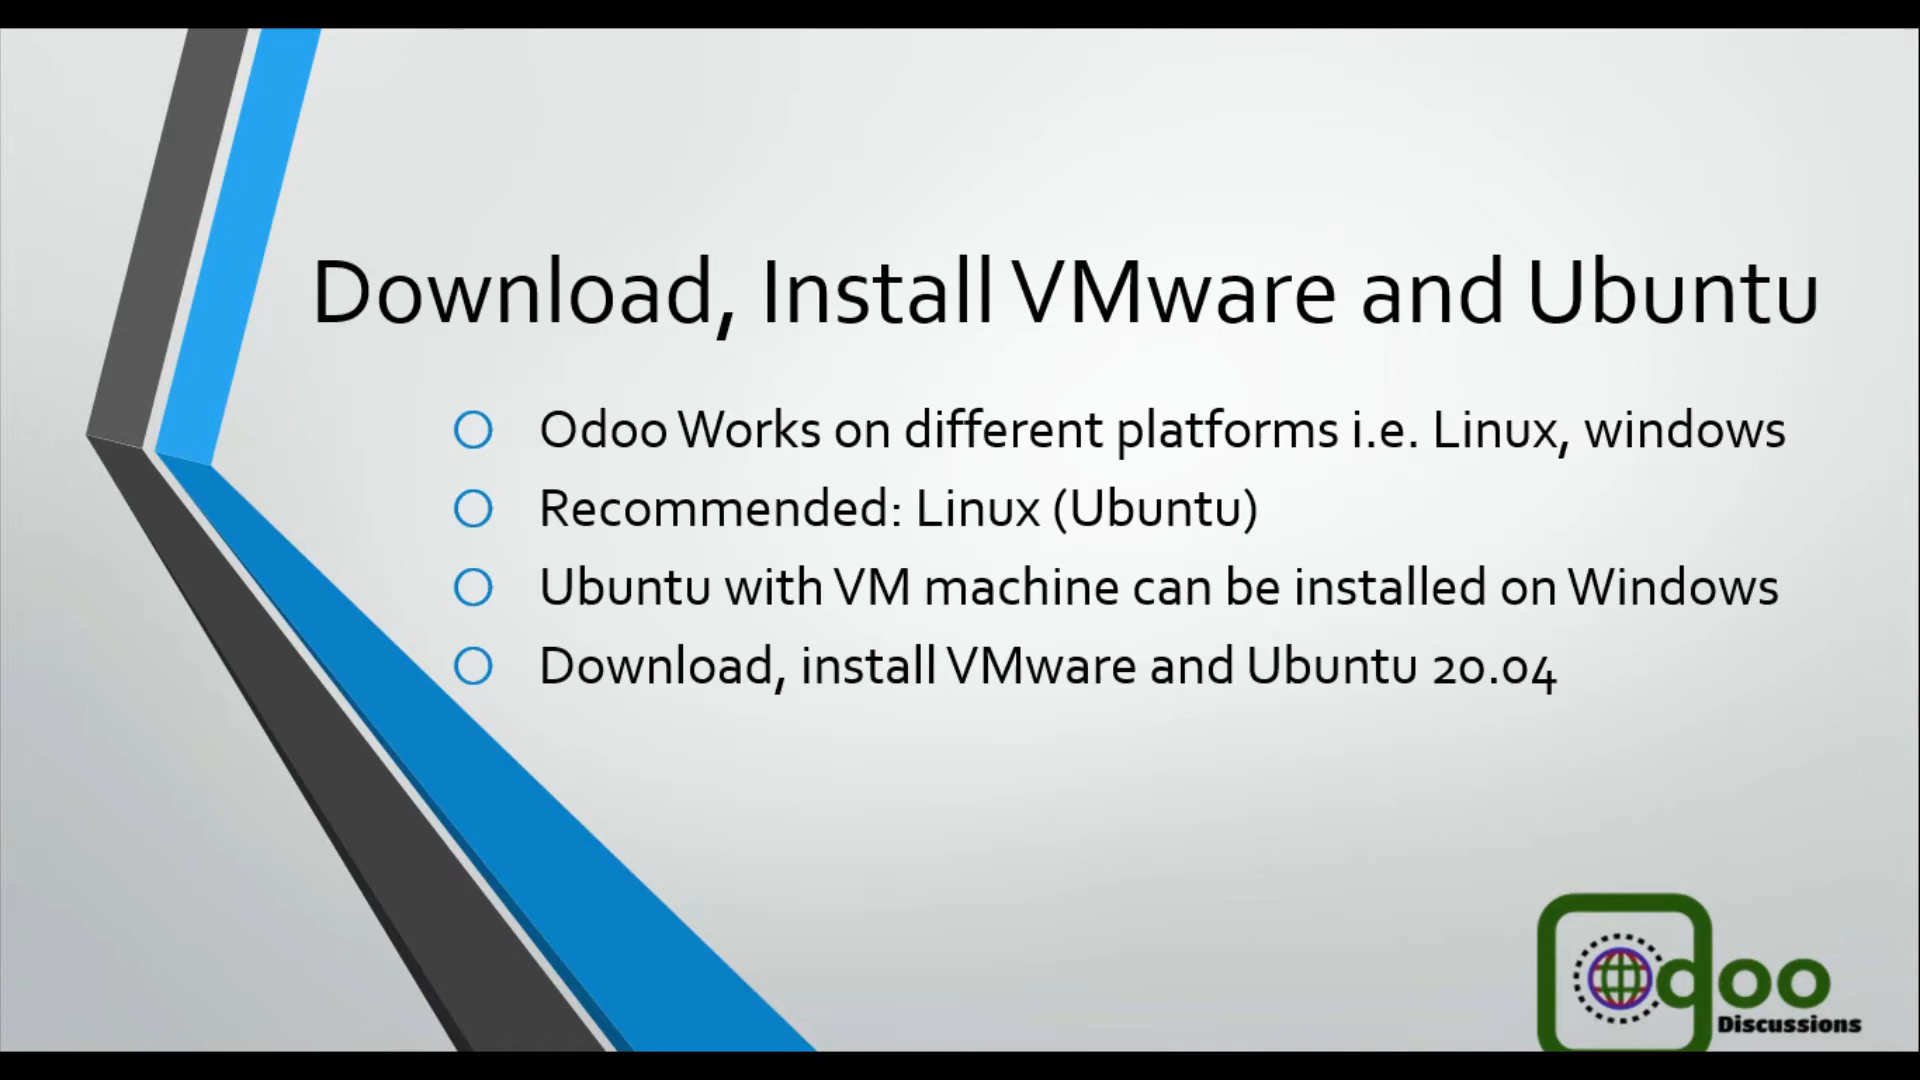 Download, Install VMware and Ubuntu
Odoo Works on different platforms i.e. Linux, windows
Recommended: Linux (Ubuntu)
Ubuntu with VM machine can be installed on Windows
Download, install VMware and Ubuntu 20.04
Odoo
Discussions